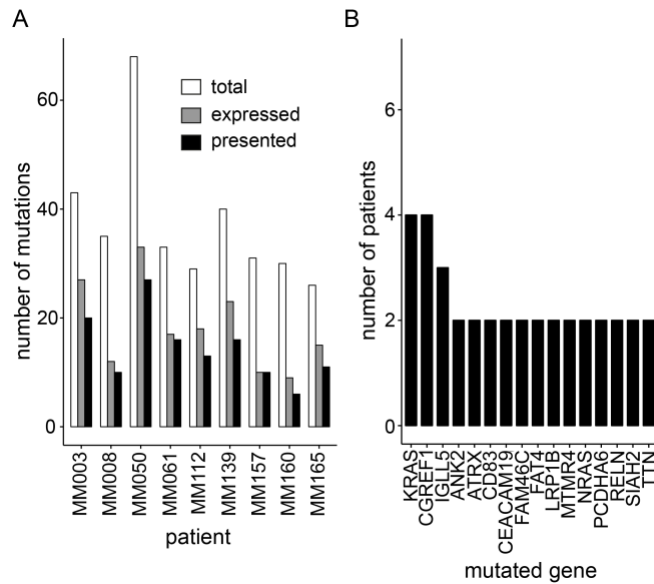 A
number of mutations
60
40
20
0
total
expressed
presented
MM003
MM008
MM050
MM061
MM112
MM139
MM157
MM160
MM165
patient
B
number of patients
6
4
2
0
KRAS
CGREF1
IGLL5
ANK2
ATRX
CD83
CEACAM19
FAM46C
FAT4
LRP1B
MTMR4
NRAS
PCDHA6
RELN
SIAH2
TTN
mutated gene